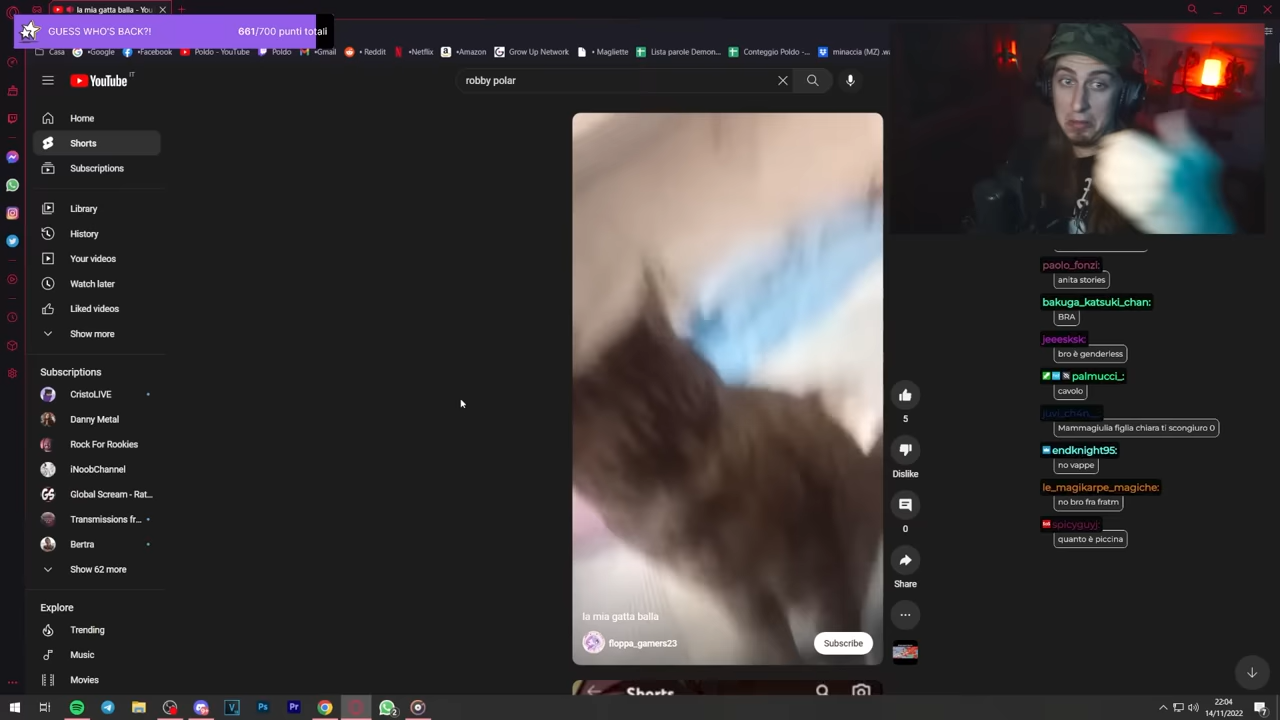 la mia gatta balla - YouTube
GUESS WHO'S BACK?!
661/700 punti totali
Casa
Google
Facebook
Poldo - YouTube
Poldo
Gmail
Reddit
Netflix
Amazon
Grow Up Network
Magliette
Lista parole Demon...
Conteggio Poldo -...
minaccia (MZ)
YouTube
IT
robby polar
Home
Shorts
Subscriptions
Library
History
Your videos
Watch later
Liked videos
Show more
Subscriptions
CristoLIVE
Danny Metal
Rock For Rookies
iNoobChannel
Global Scream - Rat...
Transmissions fr...
Bertra
Show 62 more
Explore
Trending
Music
Movies
la mia gatta balla
floppa_gamers23
Subscribe
5
Dislike
0
Share
Shorts
paolo_fonzi:
anita stories
bakuga_katsuki_chan:
BRA
jeeesksk:
bro è genderless
palmucci_:
cavolo
Mammagiulia figlia chiara ti scongiuro 0
endknight95:
no vappe
le_magikarpe_magiche:
no bro fra fratm
spicyguyj:
quanto è piccina
22:04
14/11/2022